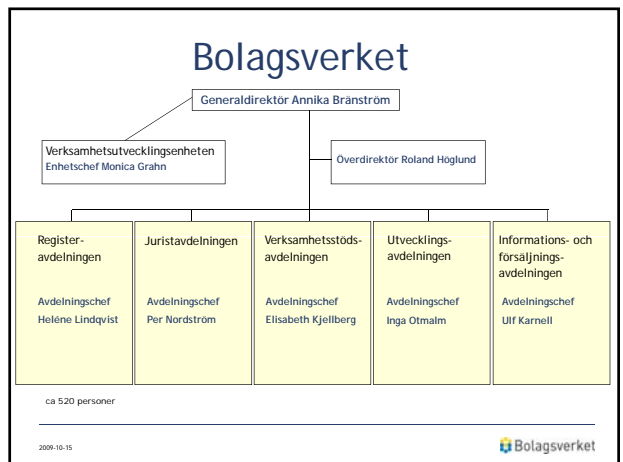 Bolagsverket
Generaldirektör Annika Bränström
Verksamhetsutvecklingsenheten
Enhetschef Monica Grahn
Överdirektör Roland Höglund
Register-
avdelningen
Avdelningschef
Heléne Lindqvist
Juristavdelningen
Avdelningschef
Per Nordström
Verksamhetsstöds-
avdelningen
Avdelningschef
Elisabeth Kjellberg
Utvecklings-
avdelningen
Avdelningschef
Inga Otmalm
Informations- och
försäljnings-
avdelningen
Avdelningschef
Ulf Karnell
ca 520 personer
2009-10-15
Bolagsverket